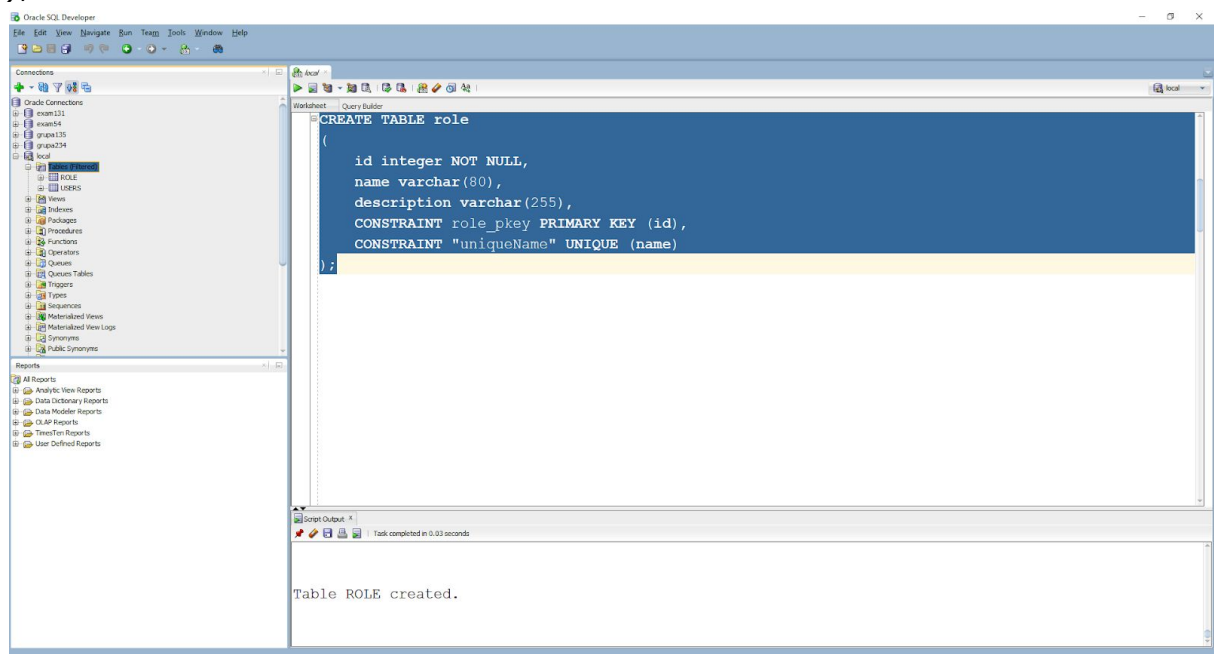 Oracle SQL Developer
File Edit View Navigate Run Team Tools Window Help
Connections
Oracle Connections
exam131
exam54
grupa135
grupa234
local
Tables (Filtered)
ROLE
USERS
Views
Indexes
Packages
Procedures
Functions
Operators
Queues
Queues Tables
Triggers
Types
Sequences
Materialized Views
Materialized View Logs
Synonyms
Public Synonyms
Reports
All Reports
Analytic View Reports
Data Dictionary Reports
Data Modeler Reports
OLAP Reports
TimesTen Reports
User Defined Reports
local
local
Worksheet Query Builder
CREATE TABLE role
(
id integer NOT NULL,
name varchar(80),
description varchar(255),
CONSTRAINT role_pkey PRIMARY KEY (id),
CONSTRAINT "uniqueName" UNIQUE (name)
);
Script Output
Task completed in 0.03 seconds
Table ROLE created.